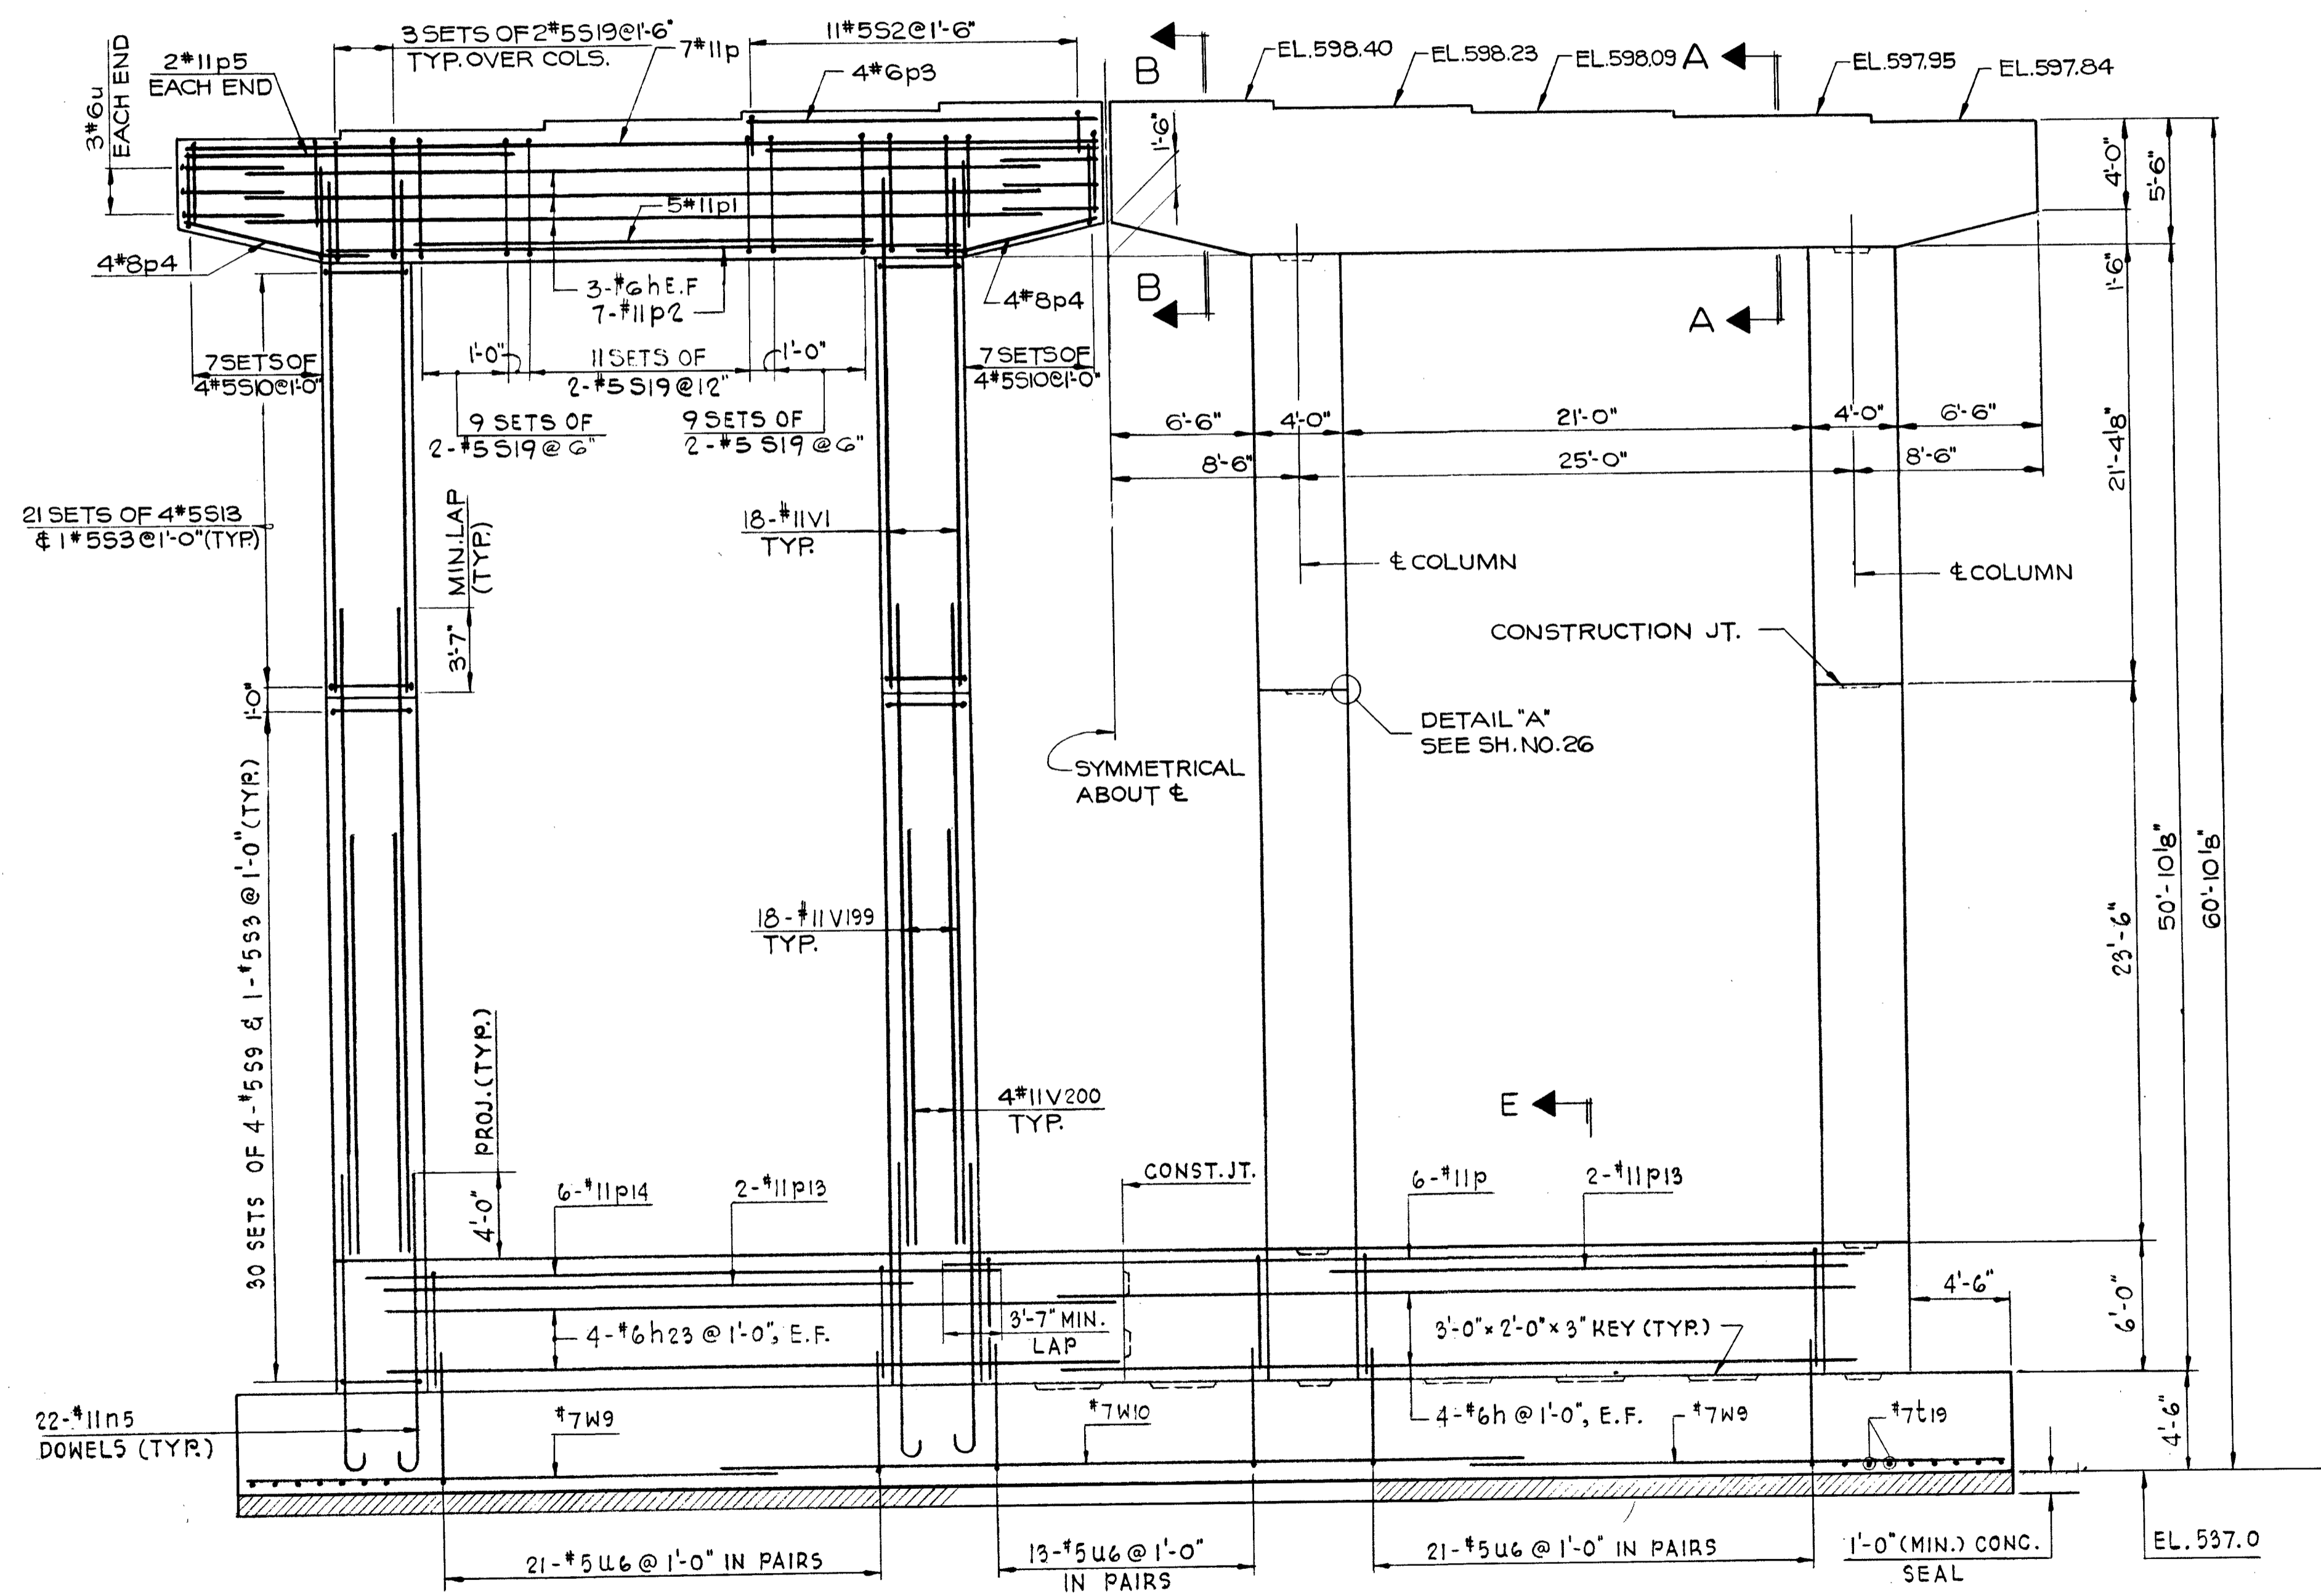 3 SETS OF 2#5S19@1'-6"
TYP. OVER COLS.
11#5S2@1'-6"
7#11p
4#6p3
2#11p5
EACH END
3#6u
EACH END
B
EL.598.40
EL.598.23
EL.598.09
A
EL.597.95
EL.597.84
1'-6"
4'-0"
5'-6"
5#11p1
4#8p4
3-#6h E.F
7-#11p2
4#8p4
B
A
1'-6"
7 SETS OF
4#5S10@1'-0"
1'-0"
11 SETS OF
2-#5 S19 @ 12"
1'-0"
7 SETS OF
4#5S10@1'-0"
9 SETS OF
2-#5 S19 @ 6"
9 SETS OF
2-#5 S19 @ 6"
6'-6"
4'-0"
21'-0"
4'-0"
6'-6"
8'-6"
25'-0"
8'-6"
21'-4⅛"
21 SETS OF 4#5S13
& 1#5S3@1'-0"(TYP.)
3'-7" MIN. LAP
(TYP.)
18-#11V1
TYP.
℄ COLUMN
℄ COLUMN
CONSTRUCTION JT.
1'-0"
DETAIL "A"
SEE SH. NO. 26
SYMMETRICAL
ABOUT ℄
30 SETS OF 4-#5S9 & 1-#5S3 @ 1'-0" (TYP.)
18-#11V199
TYP.
23'-6"
50'-10⅛"
60'-10⅛"
4'-0" PROJ. (TYP.)
4#11V200
TYP.
E
CONST. JT.
6-#11p14
2-#11p13
6-#11p
2-#11p13
4'-6"
6'-0"
4-#6h23 @ 1'-0", E.F.
3'-7" MIN.
LAP
3'-0" x 2'-0" x 3" KEY (TYP.)
22-#11n5
DOWELS (TYP.)
#7W9
#7W10
4-#6h @ 1'-0", E.F.
#7W9
#7t19
4'-6"
21-#5u6 @ 1'-0" IN PAIRS
13-#5u6 @ 1'-0"
IN PAIRS
21-#5u6 @ 1'-0" IN PAIRS
1'-0" (MIN.) CONC.
SEAL
EL. 537.0